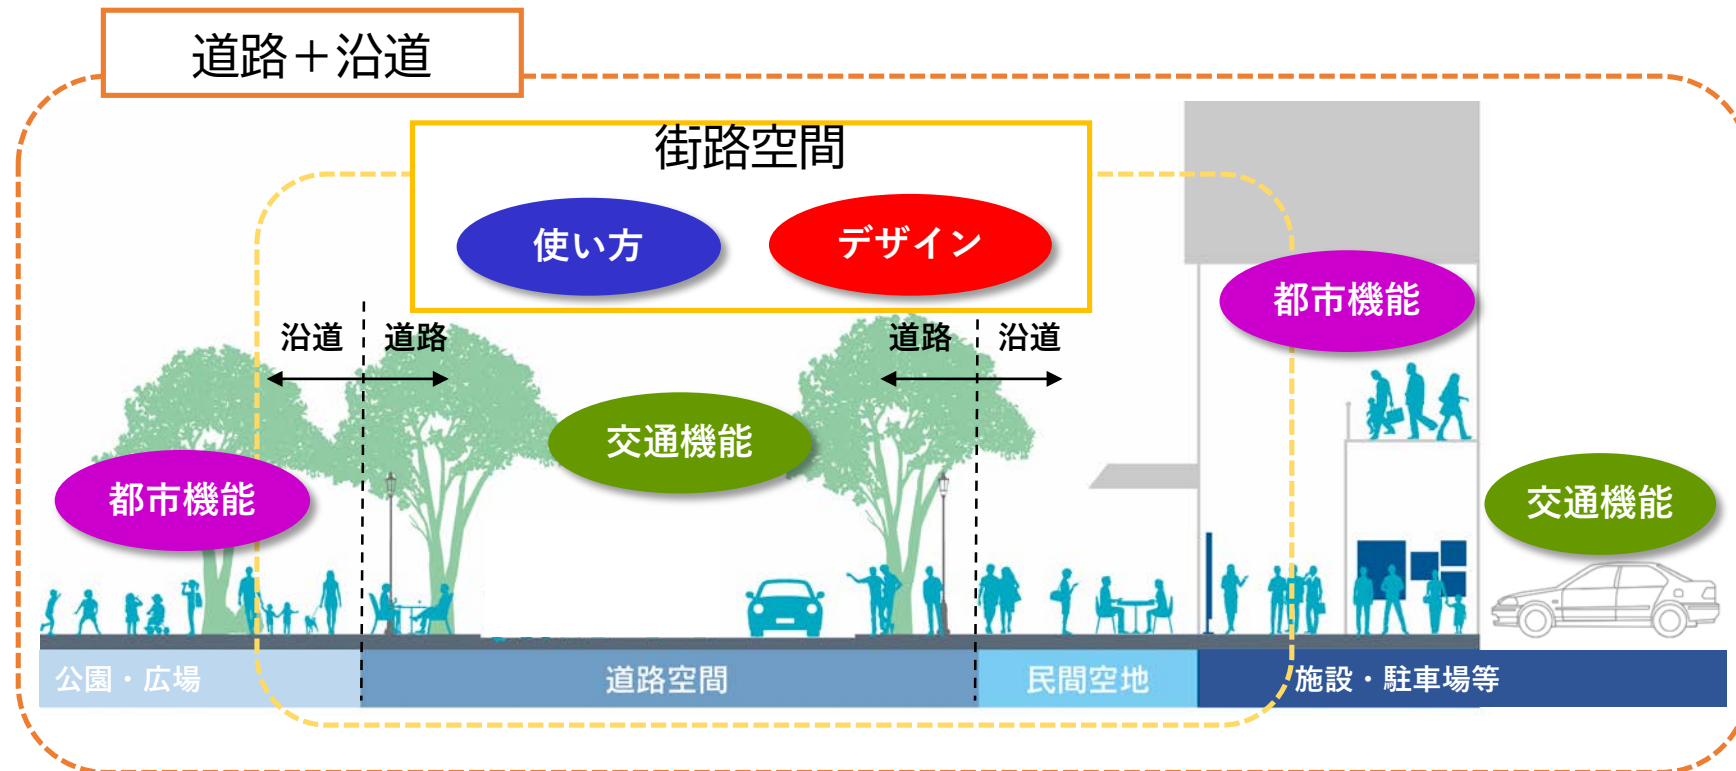 道路＋沿道
街路空間
使い方
デザイン
都市機能
沿道
道路
道路
沿道
交通機能
都市機能
交通機能
公園・広場
道路空間
民間空地
施設・駐車場等